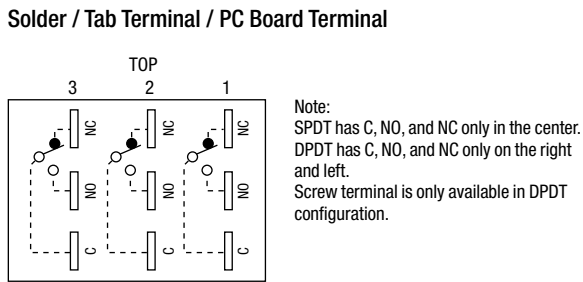 Solder / Tab Terminal / PC Board Terminal
TOP
3 2 1
NC NC NC
NO NO NO
C C C
Note:
SPDT has C, NO, and NC only in the center.
DPDT has C, NO, and NC only on the right
and left.
Screw terminal is only available in DPDT
configuration.